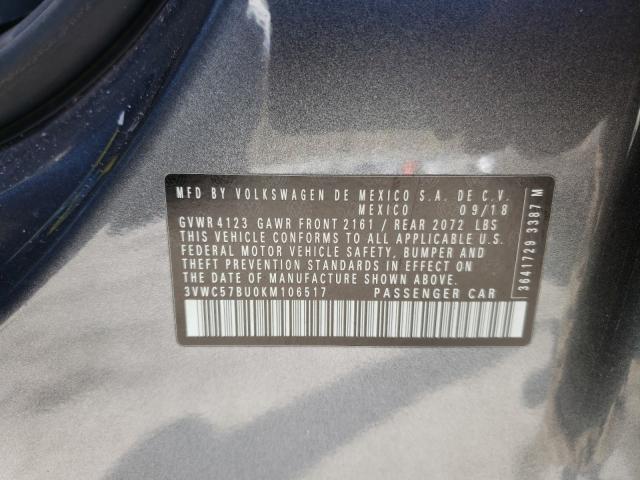 MFD BY VOLKSWAGEN DE MEXICO S.A. DE C.V.
MEXICO 09/18
GVWR 4123 GAWR FRONT 2161 / REAR 2072 LBS
THIS VEHICLE CONFORMS TO ALL APPLICABLE U.S.
FEDERAL MOTOR VEHICLE SAFETY, BUMPER AND
THEFT PREVENTION STANDARDS IN EFFECT ON
THE DATE OF MANUFACTURE SHOWN ABOVE.
3VWC57BU0KM106517 PASSENGER CAR
3641729 3387 M